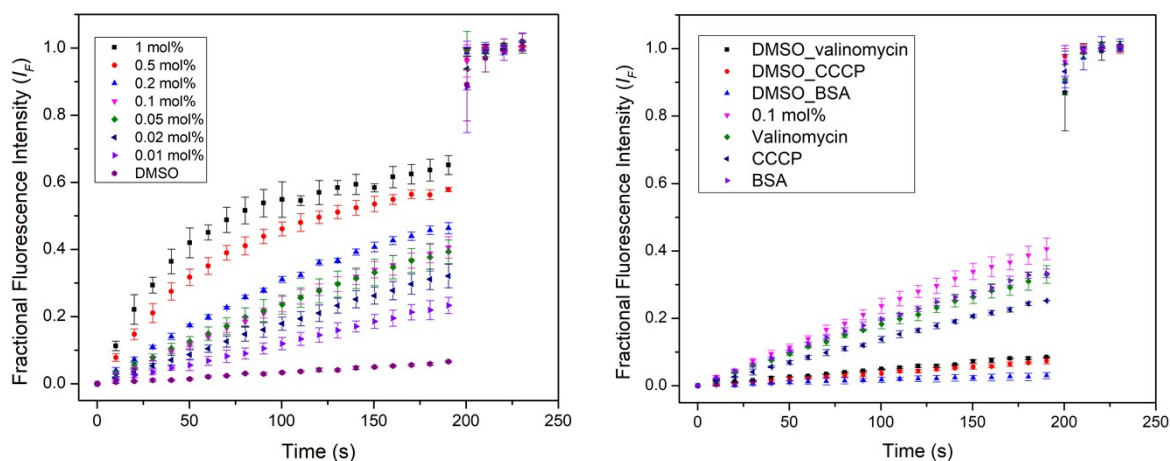 Fractional Fluorescence Intensity (I_F)
1.0
0.8
0.6
0.4
0.2
0.0
1 mol%
0.5 mol%
0.2 mol%
0.1 mol%
0.05 mol%
0.02 mol%
0.01 mol%
DMSO
0
50
100
150
200
250
Time (s)
Fractional Fluorescence Intensity (I_F)
1.0
0.8
0.6
0.4
0.2
0.0
DMSO_valinomycin
DMSO_CCCP
DMSO_BSA
0.1 mol%
Valinomycin
CCCP
BSA
0
50
100
150
200
250
Time (s)